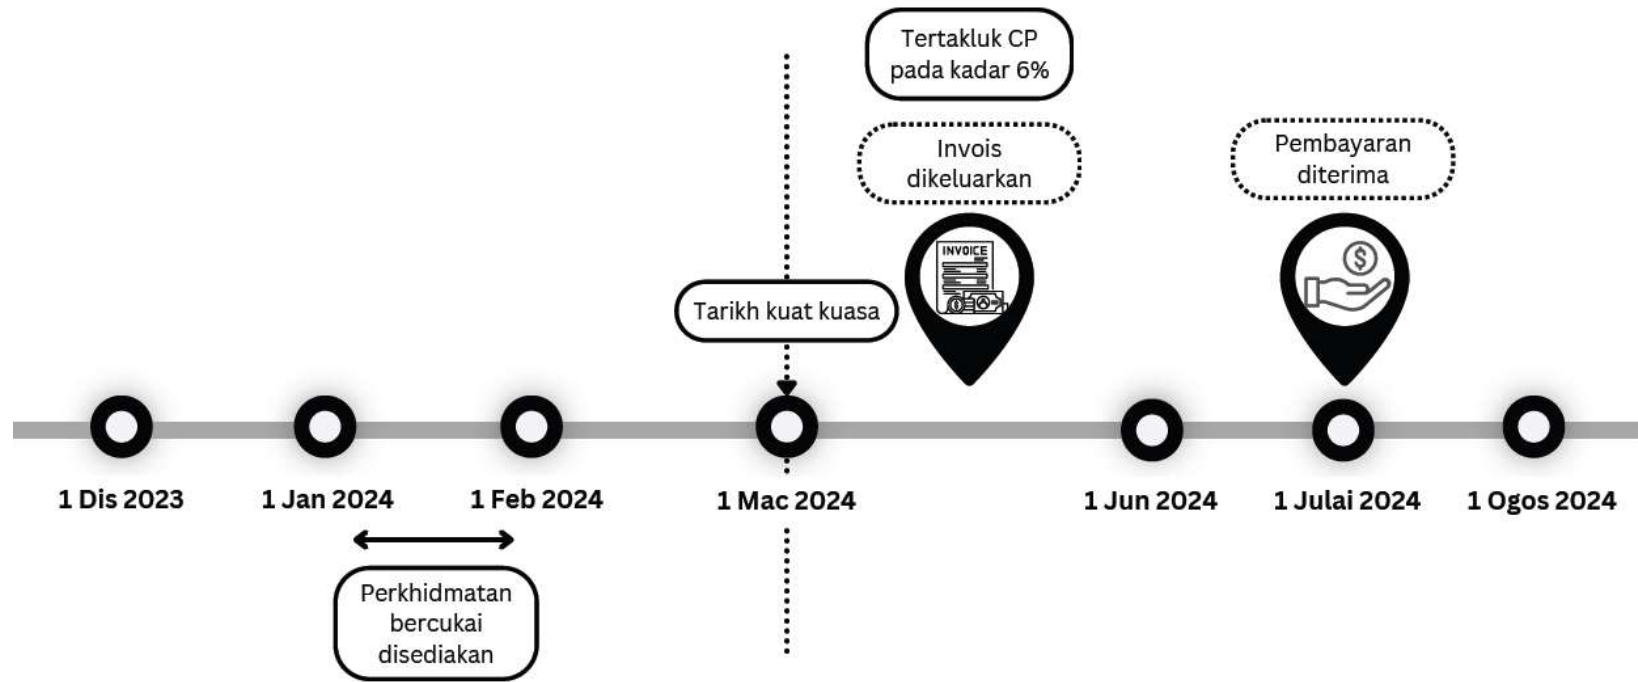 Tertakluk CP
pada kadar 6%
Invois
dikeluarkan
Pembayaran
diterima
INVOICE
$
$
Tarikh kuat kuasa
1 Dis 2023
1 Jan 2024
1 Feb 2024
1 Mac 2024
1 Jun 2024
1 Julai 2024
1 Ogos 2024
Perkhidmatan
bercukai
disediakan